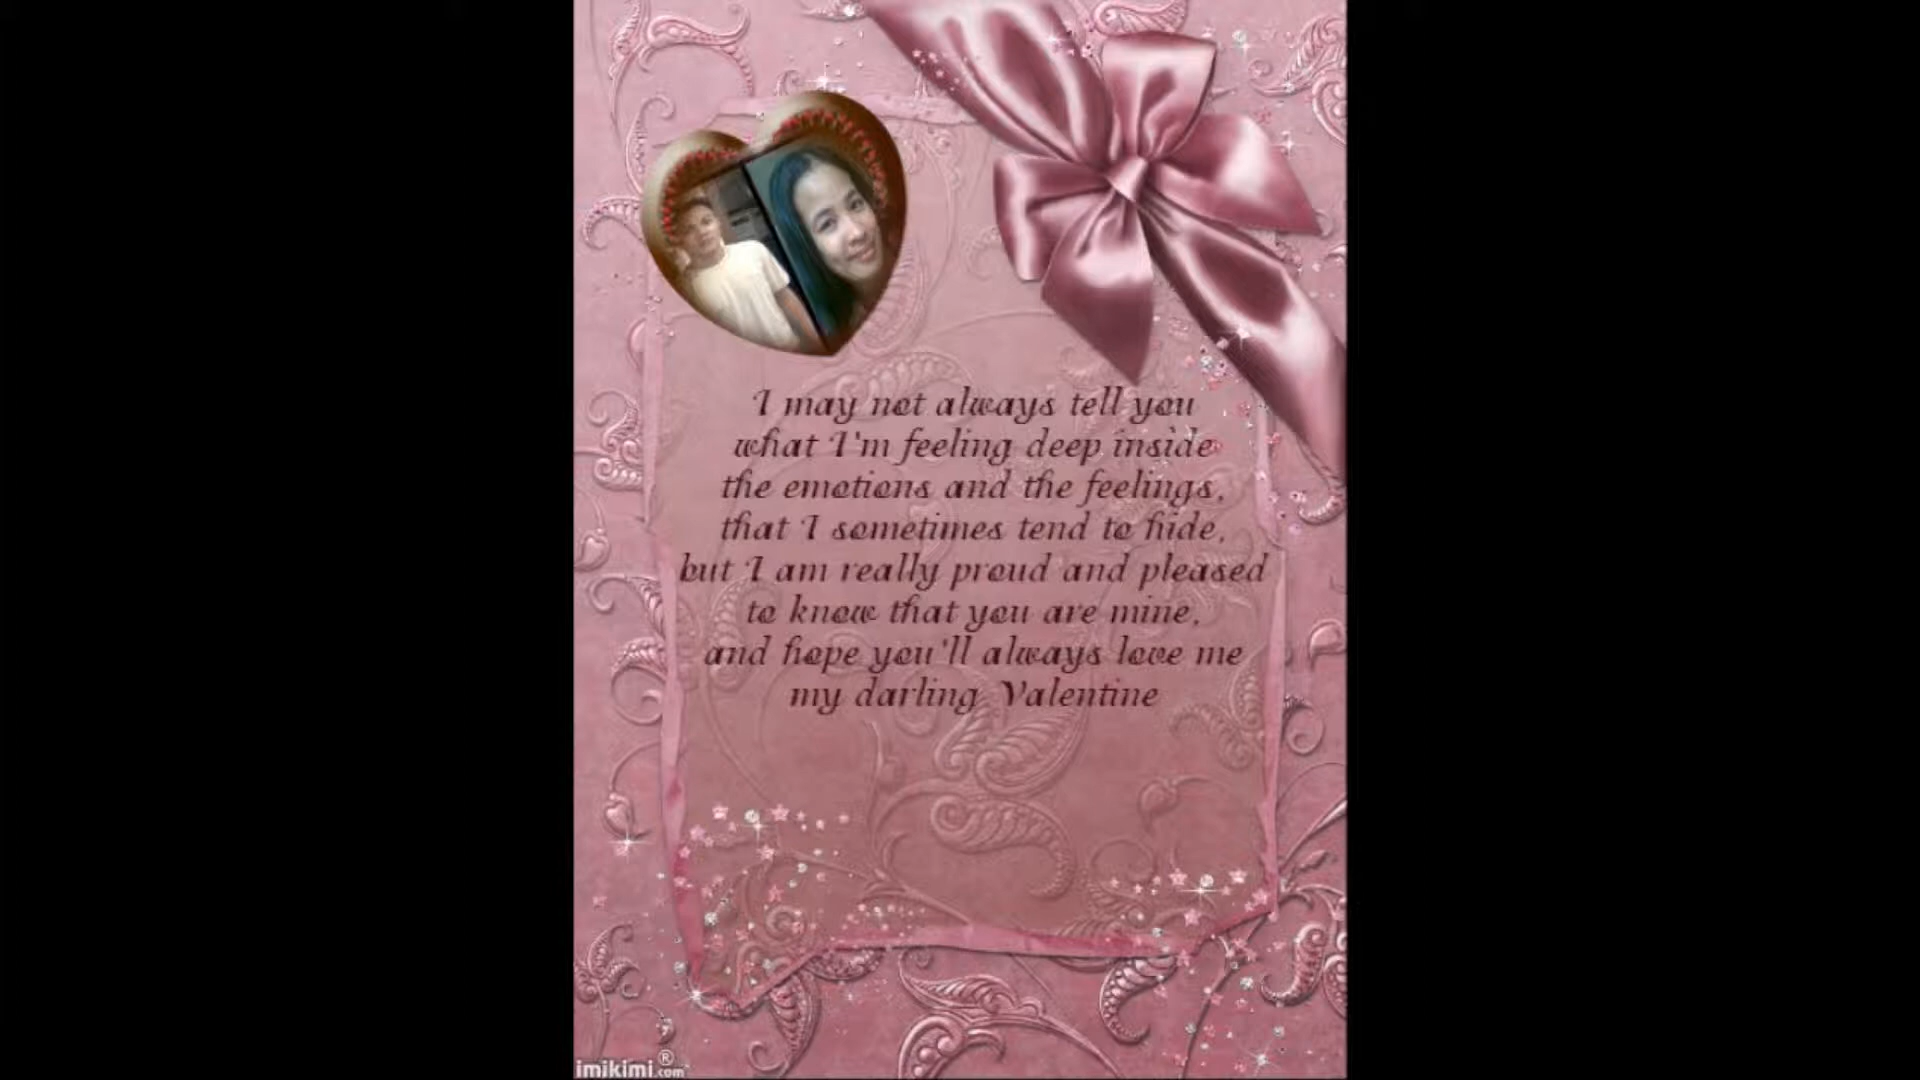 I may not always tell you
what I'm feeling deep inside
the emotions and the feelings,
that I sometimes tend to hide,
but I am really proud and pleased
to know that you are mine,
and hope you'll always love me
my darling Valentine
imikimi.com®